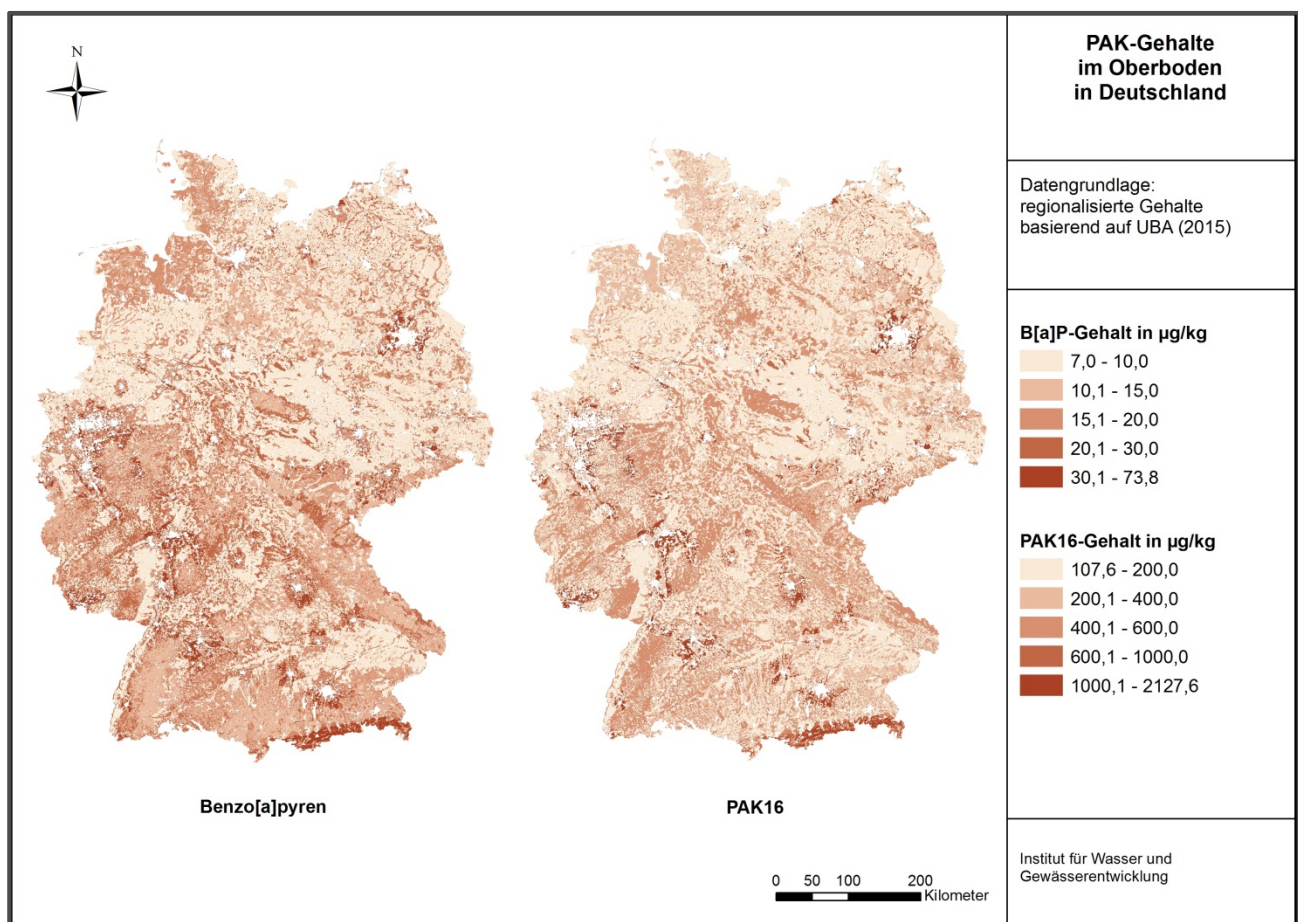 N
Benzo[a]pyren
PAK16
0 50 100 200
Kilometer
PAK-Gehalte
im Oberboden
in Deutschland
Datengrundlage:
regionalisierte Gehalte
basierend auf UBA (2015)
B[a]P-Gehalt in µg/kg
7,0 - 10,0
10,1 - 15,0
15,1 - 20,0
20,1 - 30,0
30,1 - 73,8
PAK16-Gehalt in µg/kg
107,6 - 200,0
200,1 - 400,0
400,1 - 600,0
600,1 - 1000,0
1000,1 - 2127,6
Institut für Wasser und
Gewässerentwicklung